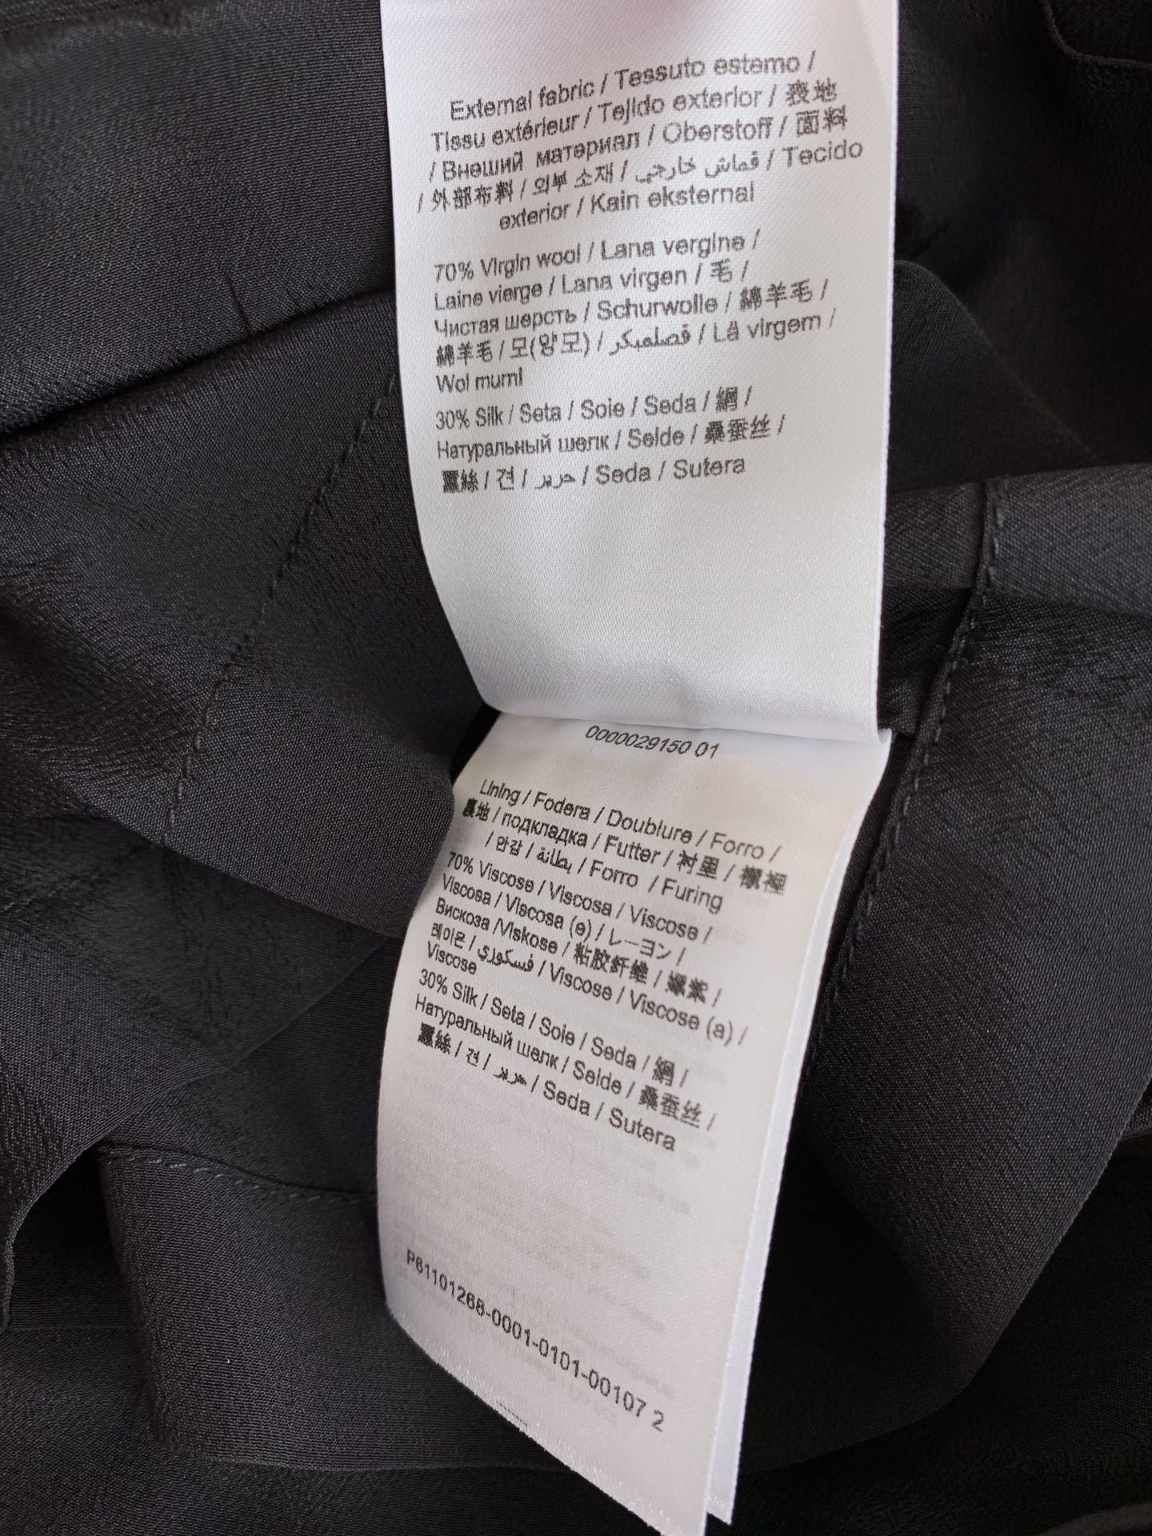 External fabric / Tessuto esterno /
Tissu extérieur / Tejido exterior / 表地
/ Внешний материал / Oberstoff / 面料
/ 外部布料 / 외부 소재 / قماش خارجي / Tecido
exterior / Kain eksternal
70% Virgin wool / Lana vergine /
Laine vierge / Lana virgen / 毛 /
Чистая шерсть / Schurwolle / 綿羊毛 /
綿羊毛 / 모(양모) / / Lã virgem /
Wol murni
30% Silk / Seta / Soie / Seda / 絹 /
Натуральный шелк / Seide / 桑蚕丝 /
蠶絲 / 견 / حرير / Seda / Sutera
0000029150 01
Lining / Fodera / Doublure / Forro /
裏地 / подкладка / Futter / 衬里 / 襯裡
/ 안감 / بطانة / Forro / Furing
70% Viscose / Viscosa / Viscose /
Viscosa / Viscosa (e) / レーヨン /
Вискоза /Viskose / 粘胶纤维 / 嫘縈 /
레이온 / فسكوزي / Viscose / Viscose (a) /
Viscose
30% Silk / Seta / Soie / Seda / 絹 /
Натуральный шелк / Seide / 桑蚕丝 /
蠶絲 / 견 / حرير / Seda / Sutera
P61101268-0001-0101-00107 2